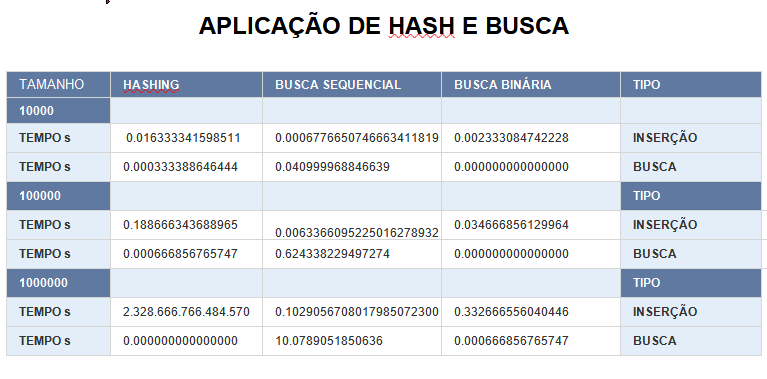 APLICAÇÃO DE HASH E BUSCA
TAMANHO HASHING BUSCA SEQUENCIAL BUSCA BINÁRIA TIPO
10000
TEMPO s 0.016333341598511 0.0006776650746663411819 0.002333084742228 INSERÇÃO
TEMPO s 0.000333388646444 0.040999968846639 0.000000000000000 BUSCA
100000 TIPO
TEMPO s 0.188666343688965 0.0063366095225016278932 0.034666856129964 INSERÇÃO
TEMPO s 0.000666856765747 0.624338229497274 0.000000000000000 BUSCA
1000000 TIPO
TEMPO s 2.328.666.766.484.570 0.1029056708017985072300 0.332666556040446 INSERÇÃO
TEMPO s 0.000000000000000 10.0789051850636 0.000666856765747 BUSCA